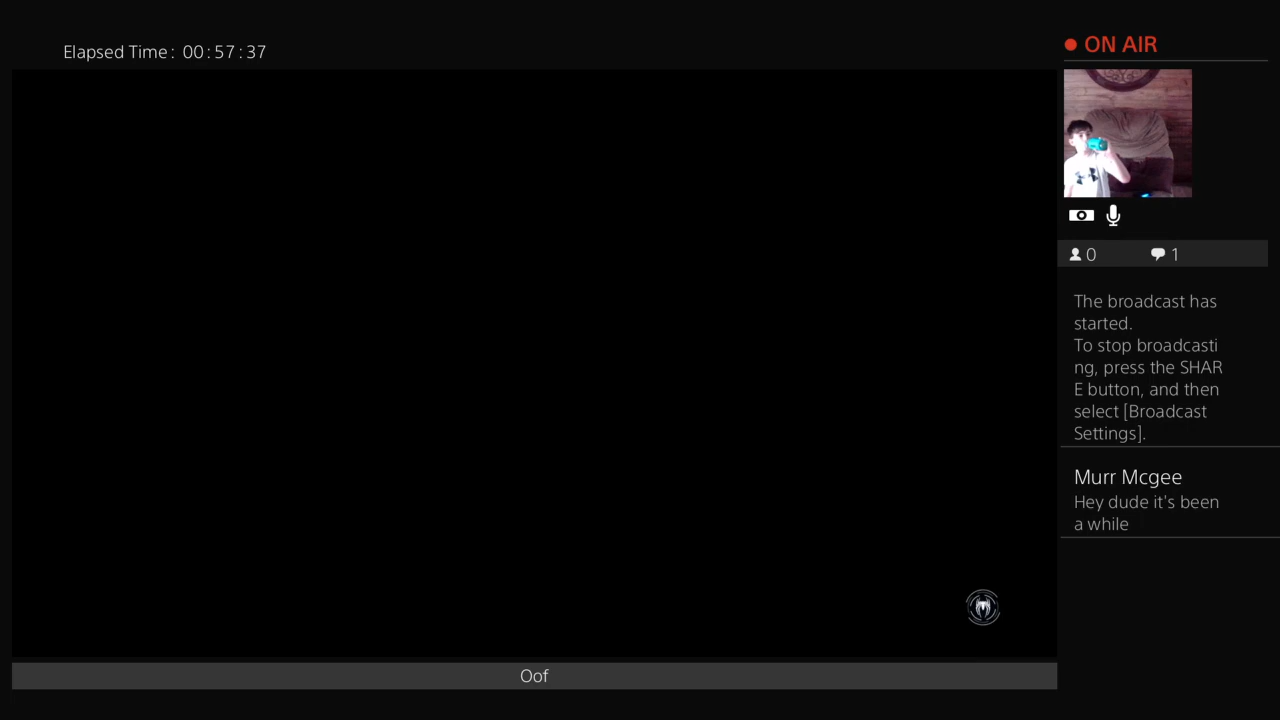 Elapsed Time: 00:57:37
ON AIR
0 1
The broadcast has
started.
To stop broadcasti
ng, press the SHAR
E button, and then
select [Broadcast
Settings].
Murr Mcgee
Hey dude it's been
a while
Oof